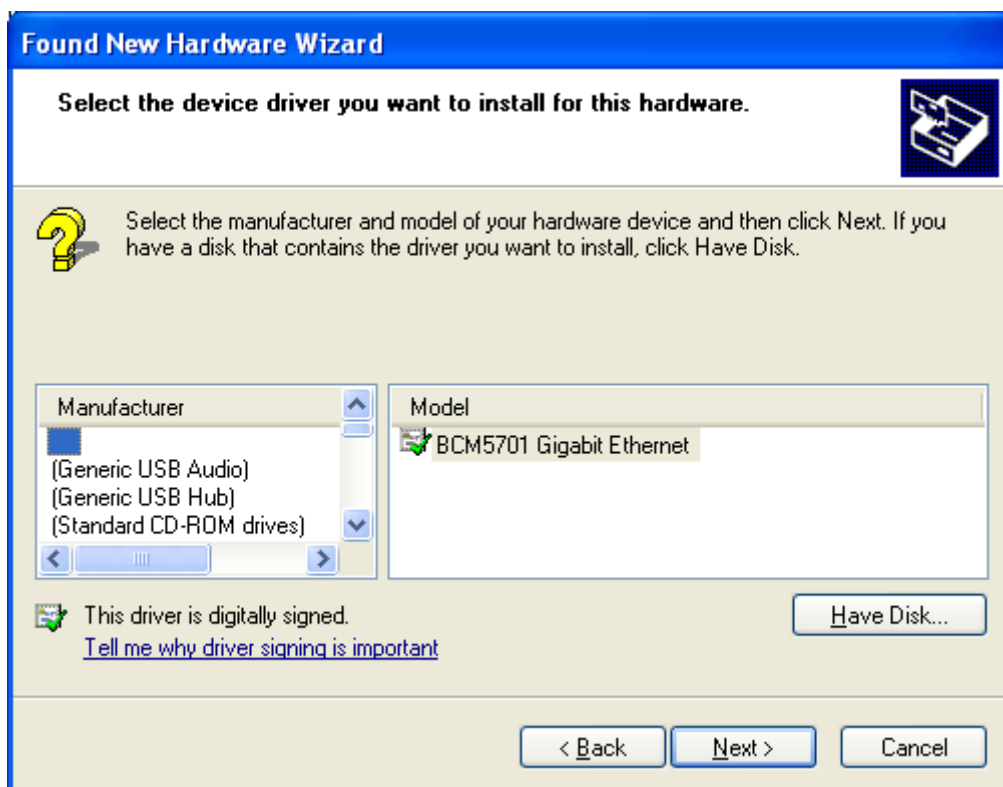 Found New Hardware Wizard
Select the device driver you want to install for this hardware.
Select the manufacturer and model of your hardware device and then click Next. If you
have a disk that contains the driver you want to install, click Have Disk.
Manufacturer
(Generic USB Audio)
(Generic USB Hub)
(Standard CD-ROM drives)
Model
BCM5701 Gigabit Ethernet
This driver is digitally signed.
Have Disk...
Tell me why driver signing is important
< Back
Next >
Cancel